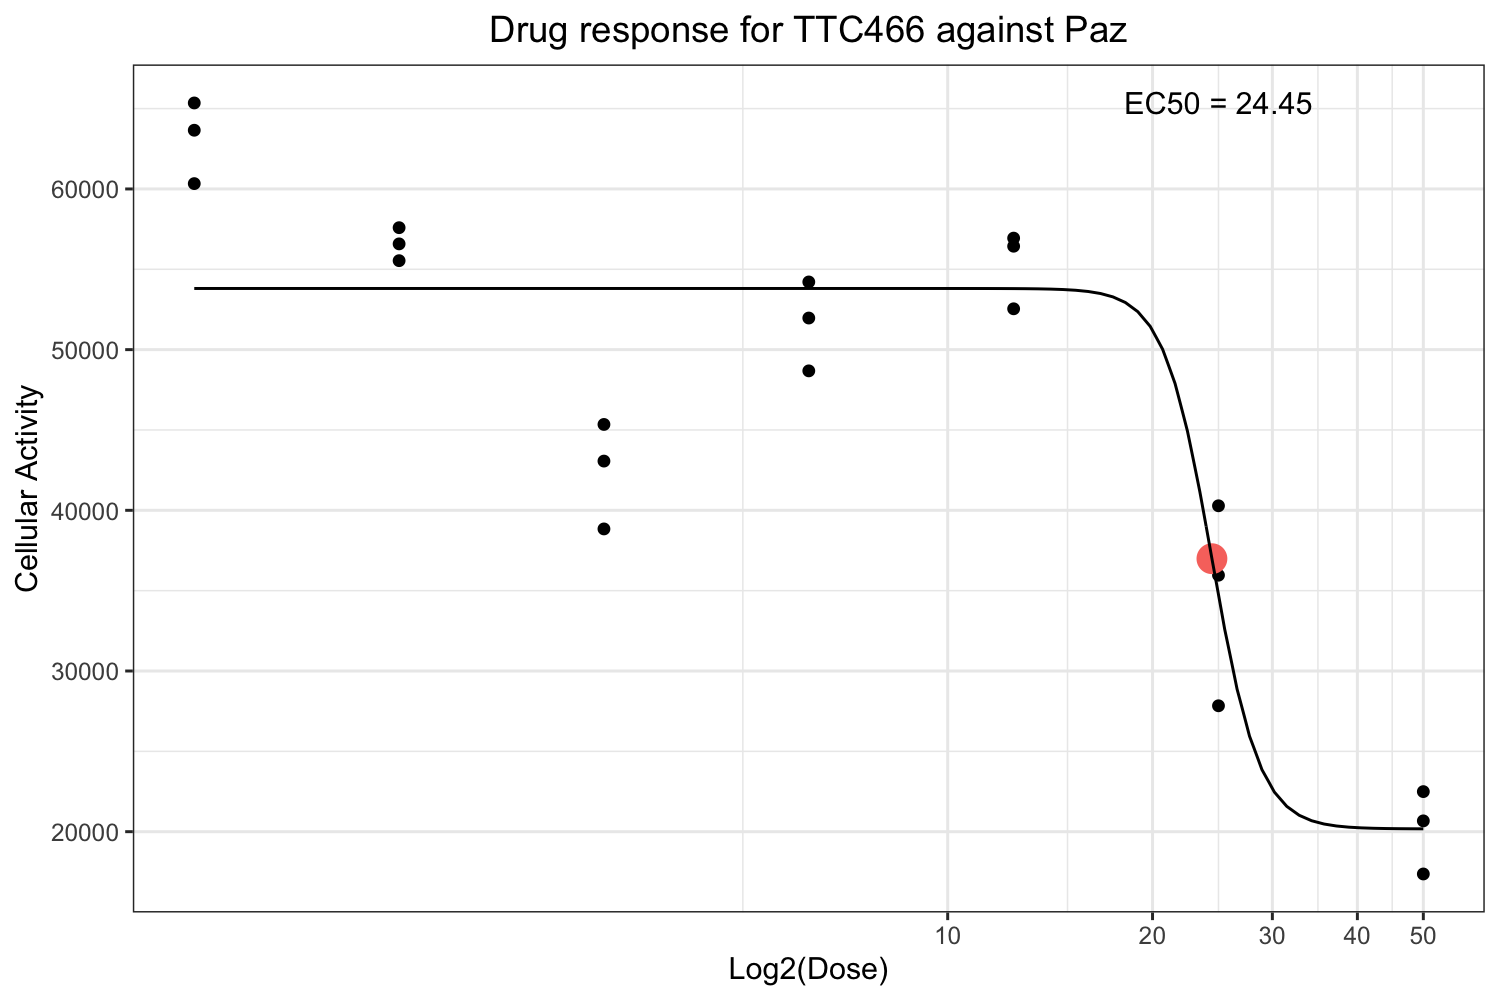 Drug response for TTC466 against Paz
EC50 = 24.45
60000
50000
40000
30000
20000
Cellular Activity
10 20 30 40 50
Log2(Dose)